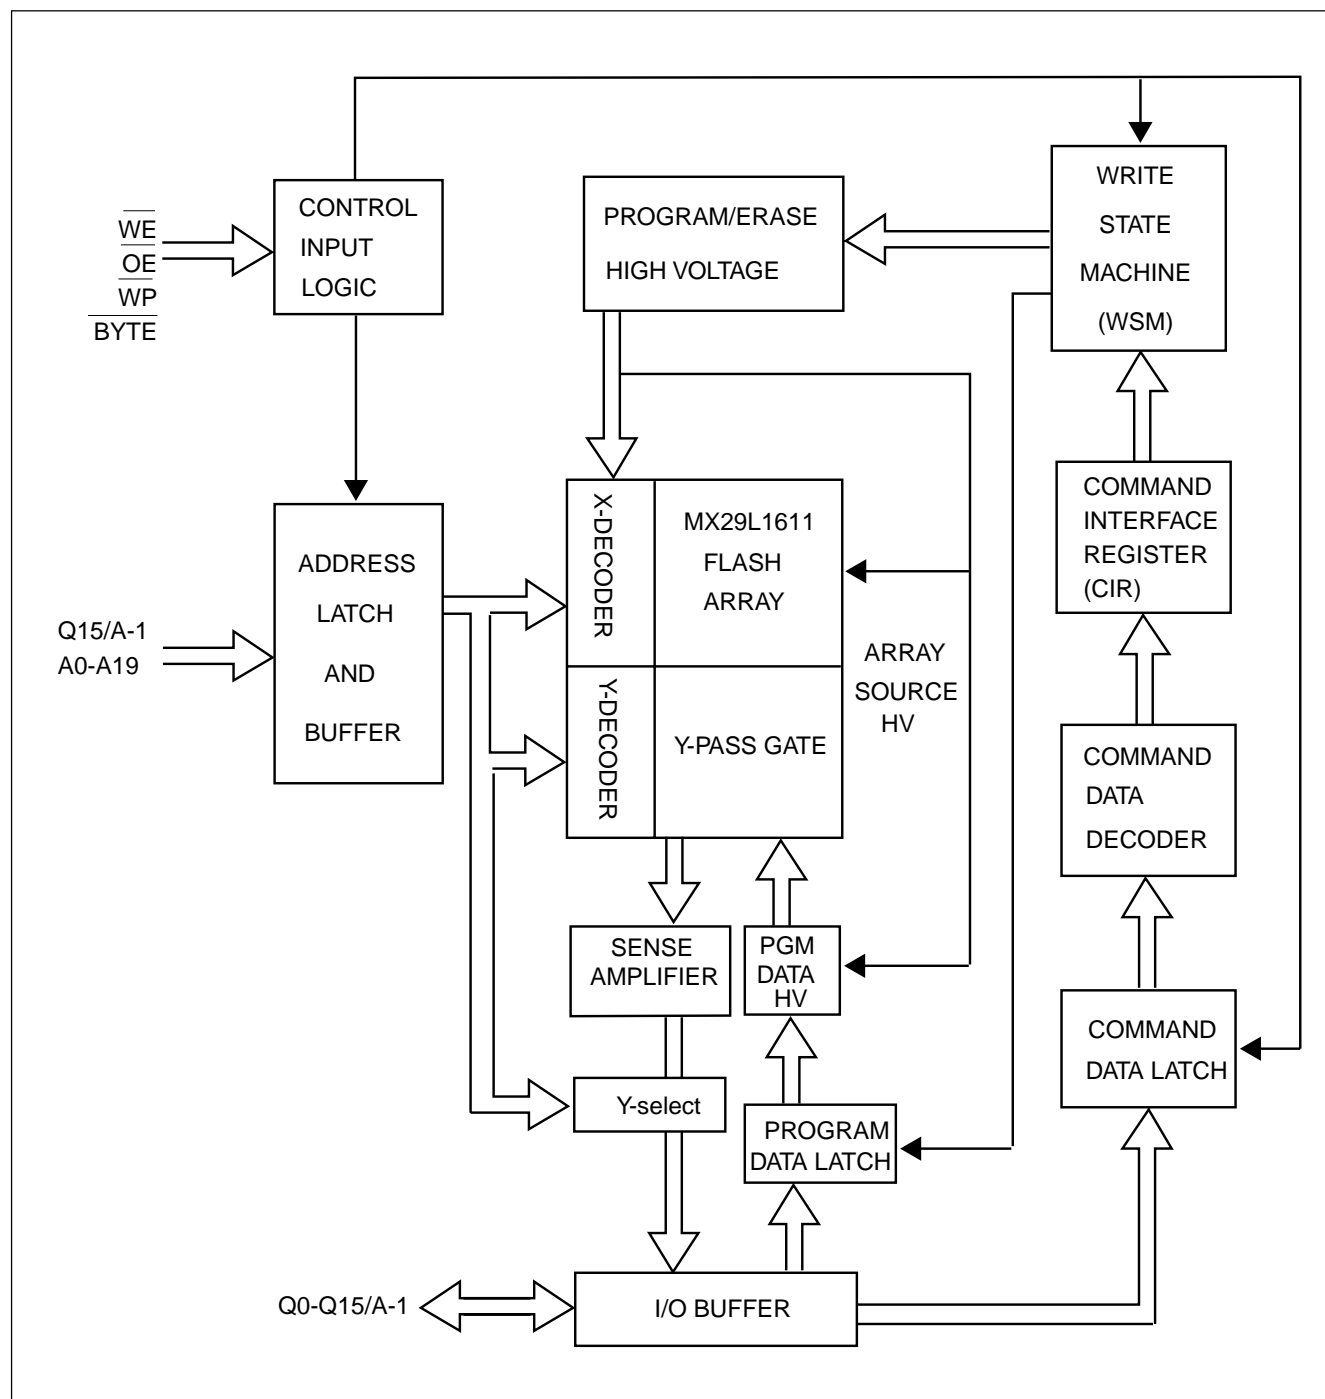 WE
OE
WP
BYTE
CONTROL
INPUT
LOGIC
PROGRAM/ERASE
HIGH VOLTAGE
WRITE
STATE
MACHINE
(WSM)
Q15/A-1
A0-A19
ADDRESS
LATCH
AND
BUFFER
X-DECODER
MX29L1611
FLASH
ARRAY
Y-DECODER
Y-PASS GATE
ARRAY
SOURCE
HV
COMMAND
INTERFACE
REGISTER
(CIR)
COMMAND
DATA
DECODER
SENSE
AMPLIFIER
PGM
DATA
HV
COMMAND
DATA LATCH
Y-select
PROGRAM
DATA LATCH
Q0-Q15/A-1
I/O BUFFER